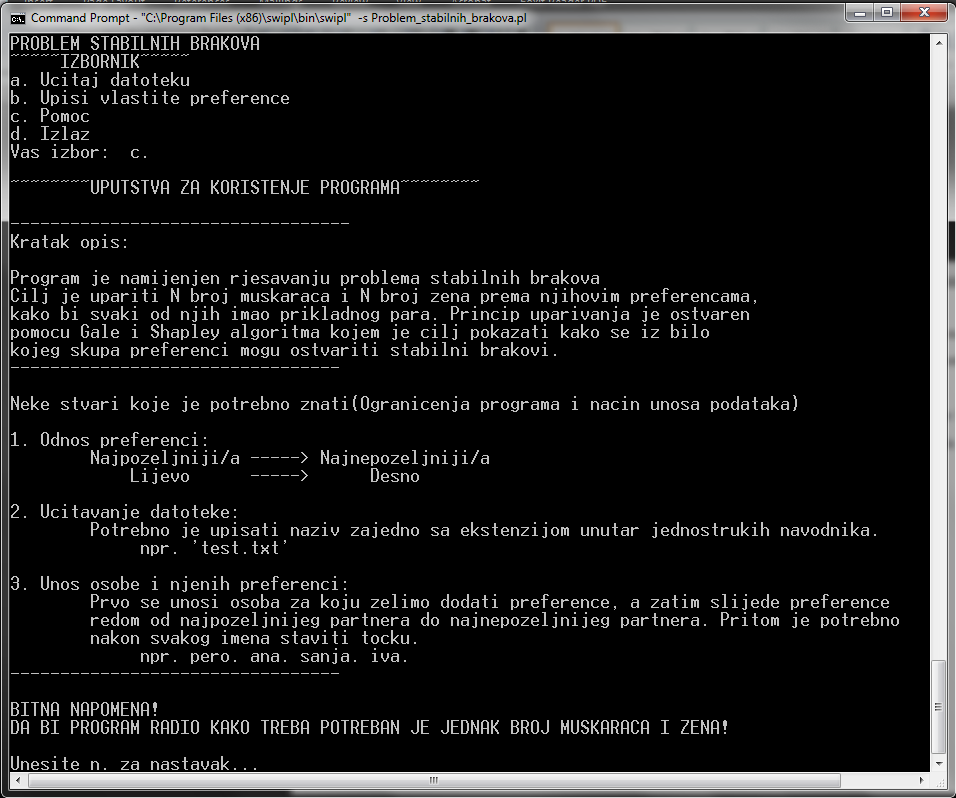 Command Prompt - "C:\Program Files (x86)\swipl\bin\swipl" -s Problem_stabilnih_brakova.pl
PROBLEM STABILNIH BRAKOVA
~~~~~IZBORNIK~~~~~
a. Ucitaj datoteku
b. Upisi vlastite preference
c. Pomoc
d. Izlaz
Vas izbor:  c.
~~~~~~~~UPUTSTVA ZA KORISTENJE PROGRAMA~~~~~~~~
----------------------------------
Kratak opis:
Program je namijenjen rjesavanju problema stabilnih brakova
Cilj je upariti N broj muskaraca i N broj zena prema njihovim preferencama,
kako bi svaki od njih imao prikladnog para. Princip uparivanja je ostvaren
pomocu Gale i Shapley algoritma kojem je cilj pokazati kako se iz bilo
kojeg skupa preferenci mogu ostvariti stabilni brakovi.
---------------------------------
Neke stvari koje je potrebno znati(Ogranicenja programa i nacin unosa podataka)
1. Odnos preferenci:
Najpozeljniji/a -----> Najnepozeljniji/a
Lijevo      ----->      Desno
2. Ucitavanje datoteke:
Potrebno je upisati naziv zajedno sa ekstenzijom unutar jednostrukih navodnika.
npr. 'test.txt'
3. Unos osobe i njenih preferenci:
Prvo se unosi osoba za koju zelimo dodati preference, a zatim slijede preference
redom od najpozeljnijeg partnera do najnepozeljnijeg partnera. Pritom je potrebno
nakon svakog imena staviti tocku.
npr. pero. ana. sanja. iva.
---------------------------------
BITNA NAPOMENA!
DA BI PROGRAM RADIO KAKO TREBA POTREBAN JE JEDNAK BROJ MUSKARACA I ZENA!
Unesite n. za nastavak...